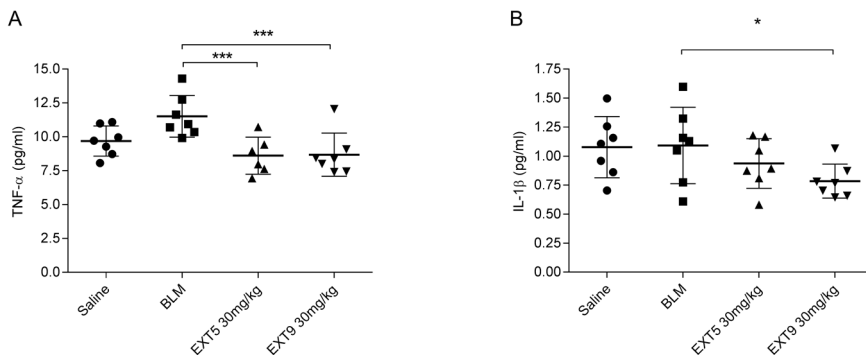 A
***
***
15.0
12.5
10.0
7.5
5.0
2.5
0.0
TNF-α (pg/ml)
Saline
BLM
EXT5 30mg/kg
EXT9 30mg/kg
B
*
1.75
1.50
1.25
1.00
0.75
0.50
0.25
0.00
IL-1β (pg/ml)
Saline
BLM
EXT5 30mg/kg
EXT9 30mg/kg